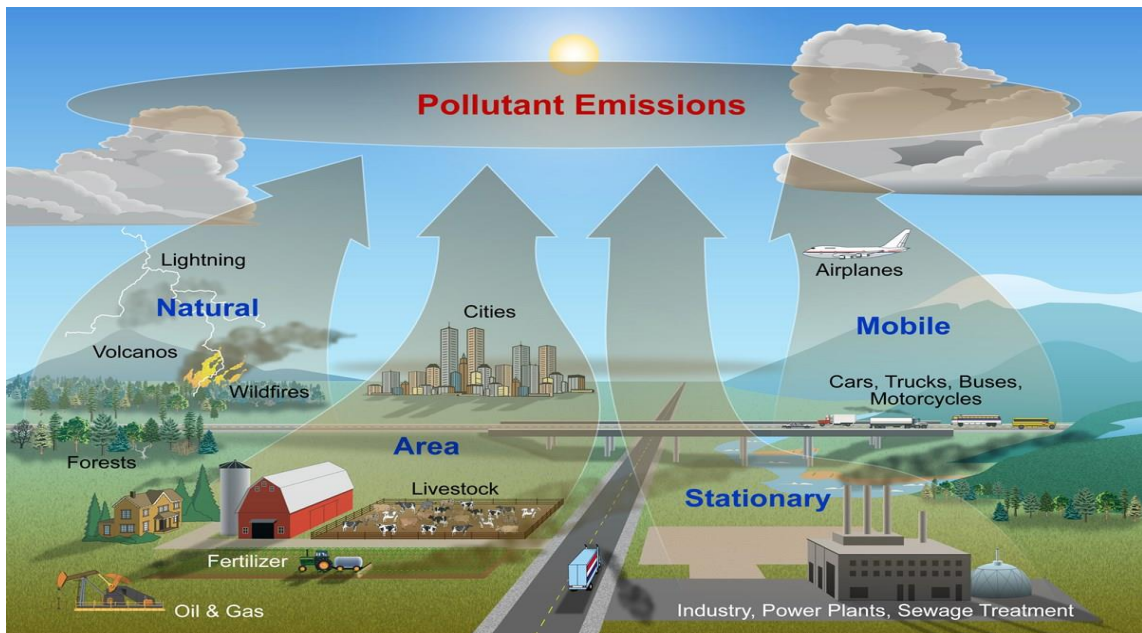 Pollutant Emissions
Lightning
Natural
Volcanos
Wildfires
Forests
Cities
Area
Livestock
Fertilizer
Oil & Gas
Airplanes
Mobile
Cars, Trucks, Buses,
Motorcycles
Stationary
Industry, Power Plants, Sewage Treatment